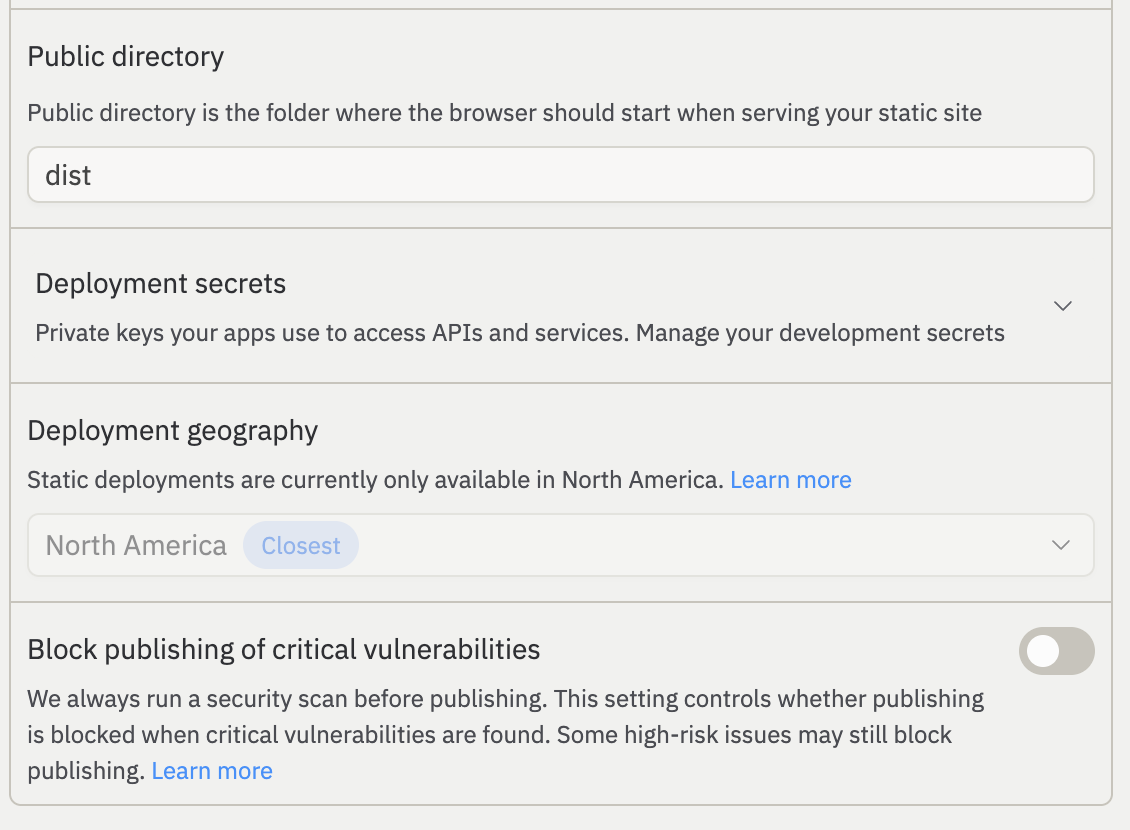 Public directory
Public directory is the folder where the browser should start when serving your static site
dist
Deployment secrets
Private keys your apps use to access APIs and services. Manage your development secrets
Deployment geography
Static deployments are currently only available in North America. Learn more
North America Closest
Block publishing of critical vulnerabilities
We always run a security scan before publishing. This setting controls whether publishing
is blocked when critical vulnerabilities are found. Some high-risk issues may still block
publishing. Learn more